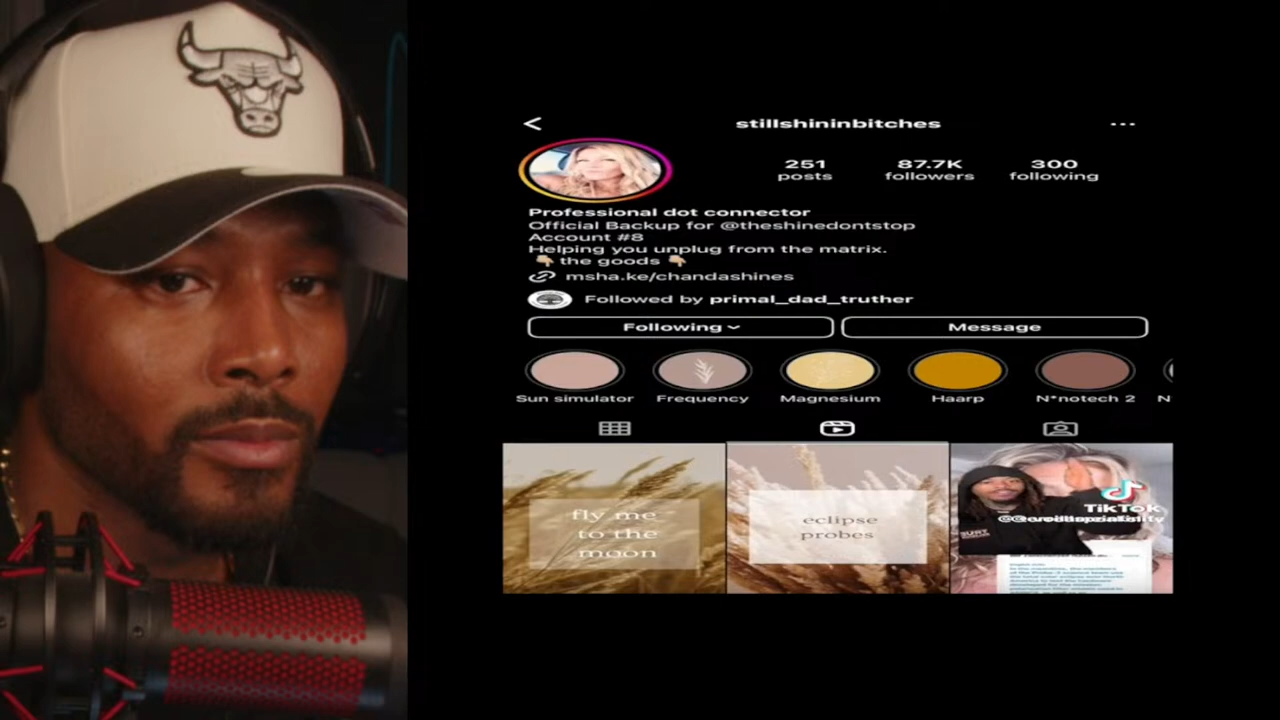 stillshininbitches
251 87.7K 300
posts followers following
Professional dot connector
Official Backup for @theshinedontstop
Account #8
Helping you unplug from the matrix.
👇🏼 the goods 👇🏼
msha.ke/chandashines
Followed by primal_dad_truther
Following Message
Sun simulator Frequency Magnesium Haarp N*notech 2 N
fly me
to the
moon
eclipse
probes
TikTok